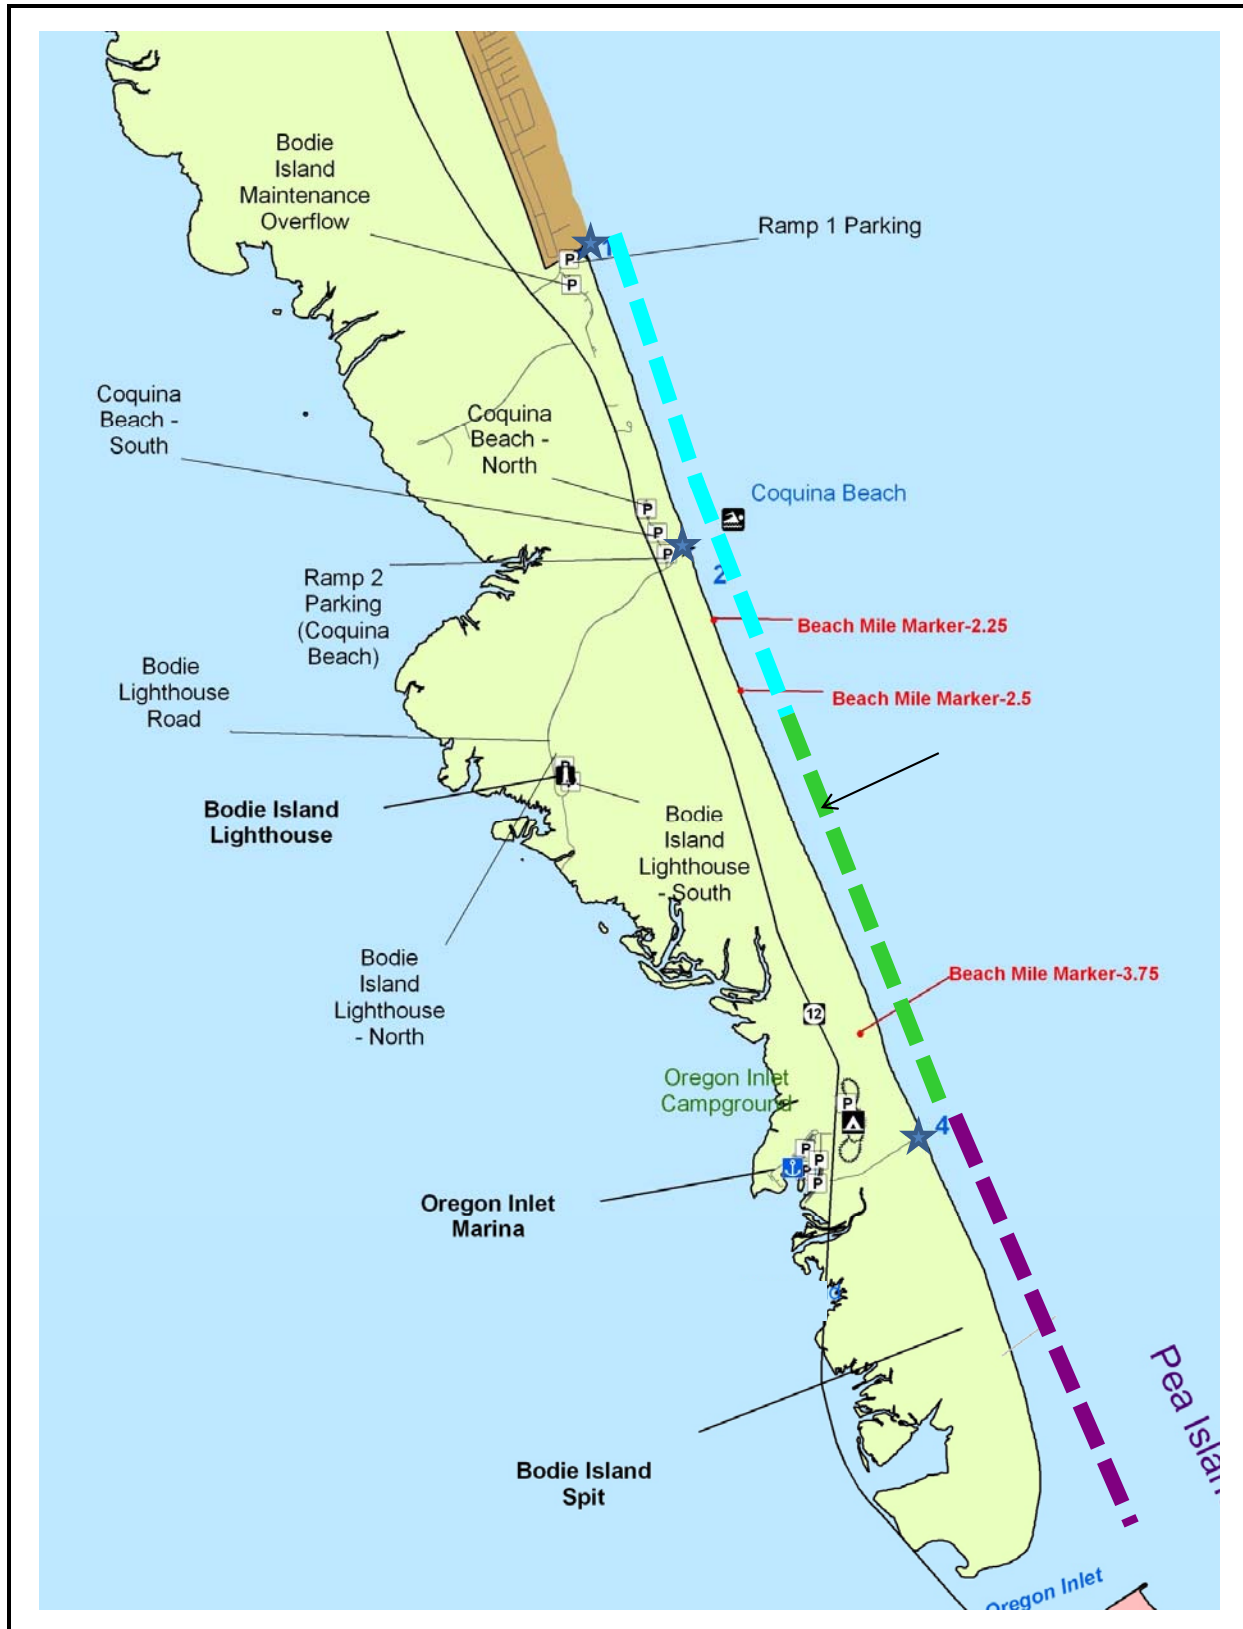 Bodie
Island
Maintenance
Overflow
Ramp 1 Parking
1
P
P
Coquina
Beach -
South
Coquina
Beach -
North
Coquina Beach
P
P
P
2
Ramp 2
Parking
(Coquina
Beach)
Beach Mile Marker-2.25
Beach Mile Marker-2.5
Bodie
Lighthouse
Road
P
Bodie Island
Lighthouse
Bodie
Island
Lighthouse
- South
Bodie
Island
Lighthouse
- North
Beach Mile Marker-3.75
12
Oregon Inlet
Campground
P
4
P
P
P
P
Oregon Inlet
Marina
Bodie Island
Spit
Pea Islan
Oregon Inlet